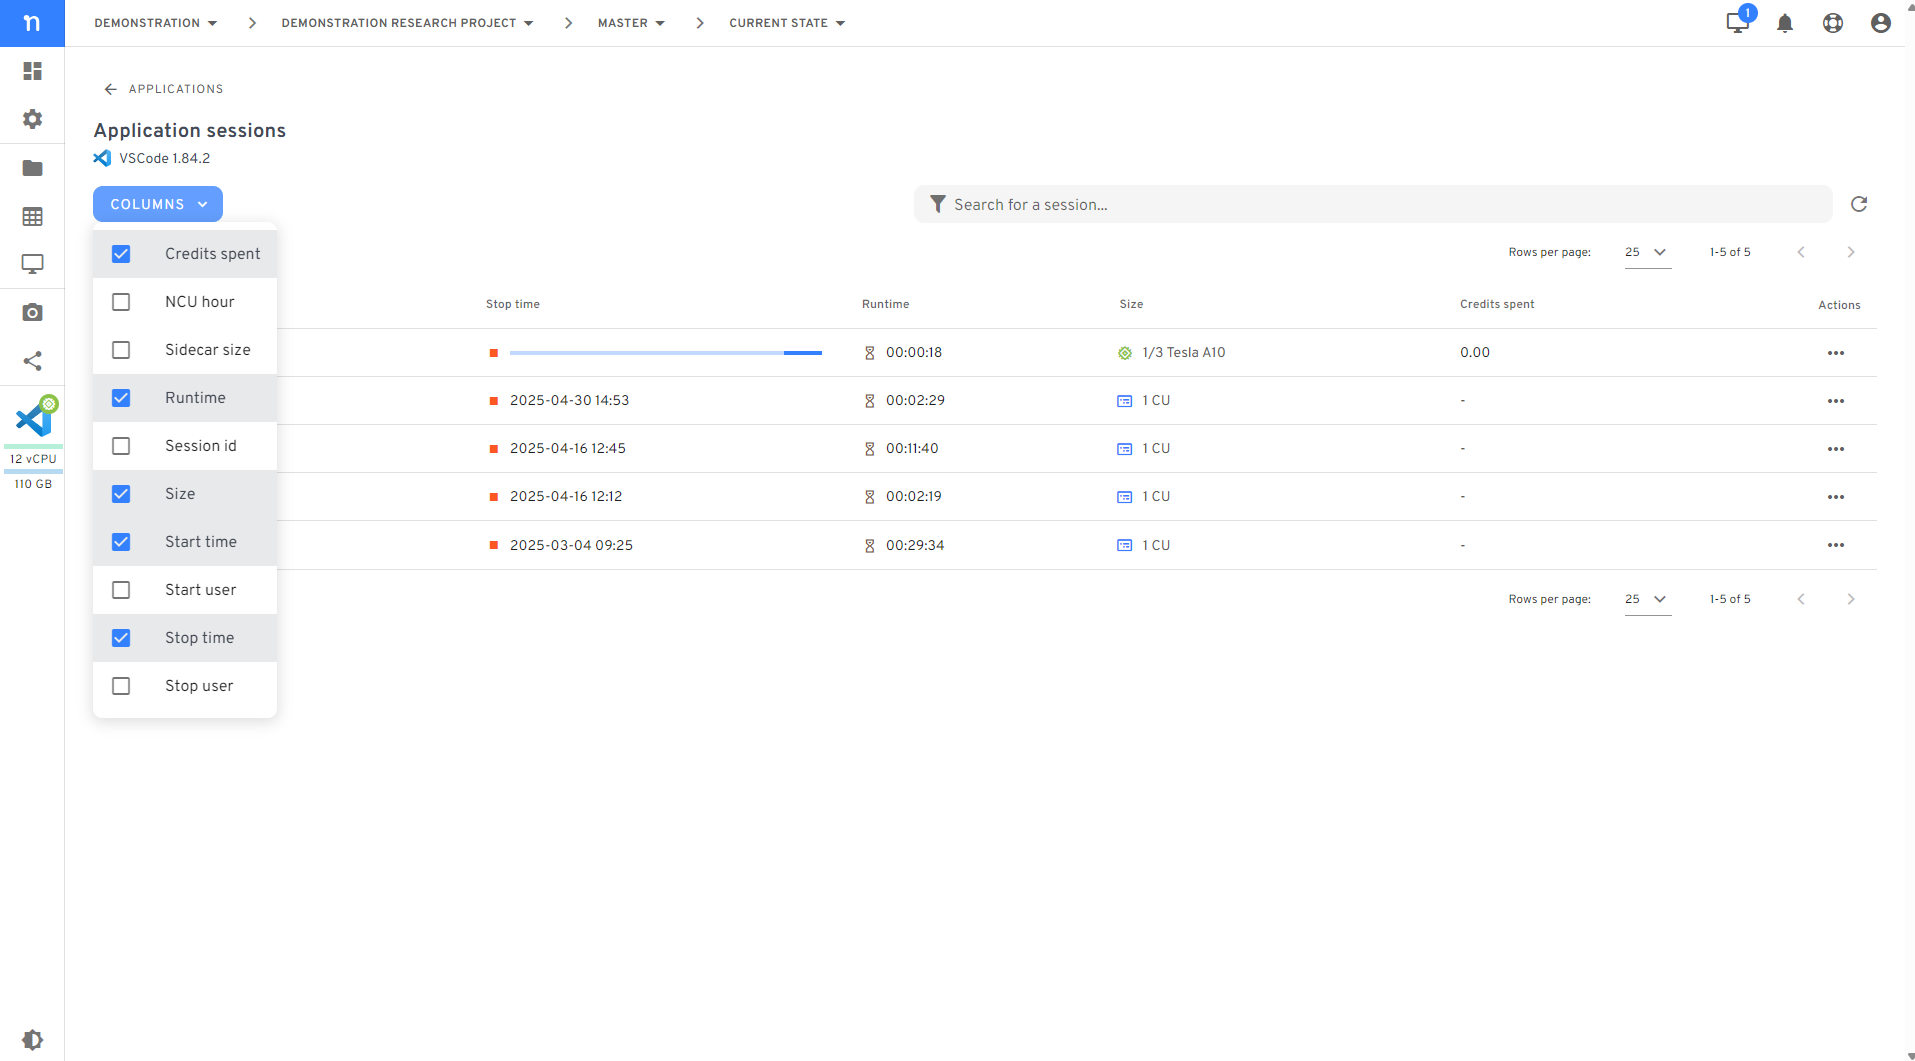 n
DEMONSTRATION
DEMONSTRATION RESEARCH PROJECT
MASTER
CURRENT STATE
1
APPLICATIONS
Application sessions
VSCode 1.84.2
COLUMNS
Search for a session...
Rows per page: 25 1-5 of 5
Credits spent
NCU hour
Sidecar size
Runtime
Session id
Size
Start time
Start user
Stop time
Stop user
Stop time Runtime Size Credits spent Actions
00:00:18 1/3 Tesla A10 0.00
2025-04-30 14:53 00:02:29 1 CU -
2025-04-16 12:45 00:11:40 1 CU -
2025-04-16 12:12 00:02:19 1 CU -
2025-03-04 09:25 00:29:34 1 CU -
Rows per page: 25 1-5 of 5
12 vCPU
110 GB